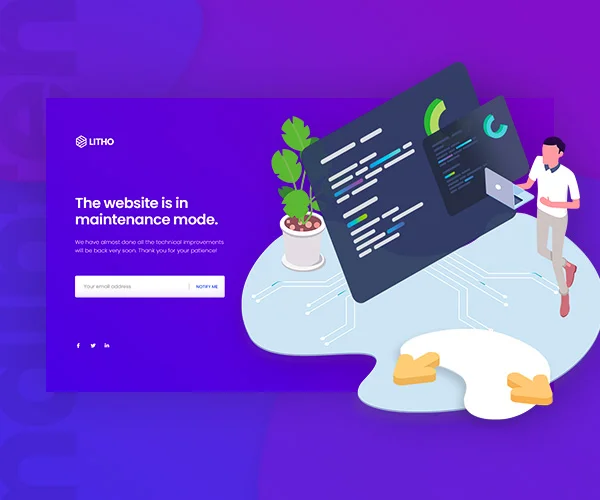 LITHO
The website is in
maintenance mode.
We have almost done all the technical improvements
will be back very soon. Thank you for your patience!
Your email address
NOTIFY ME
f
in